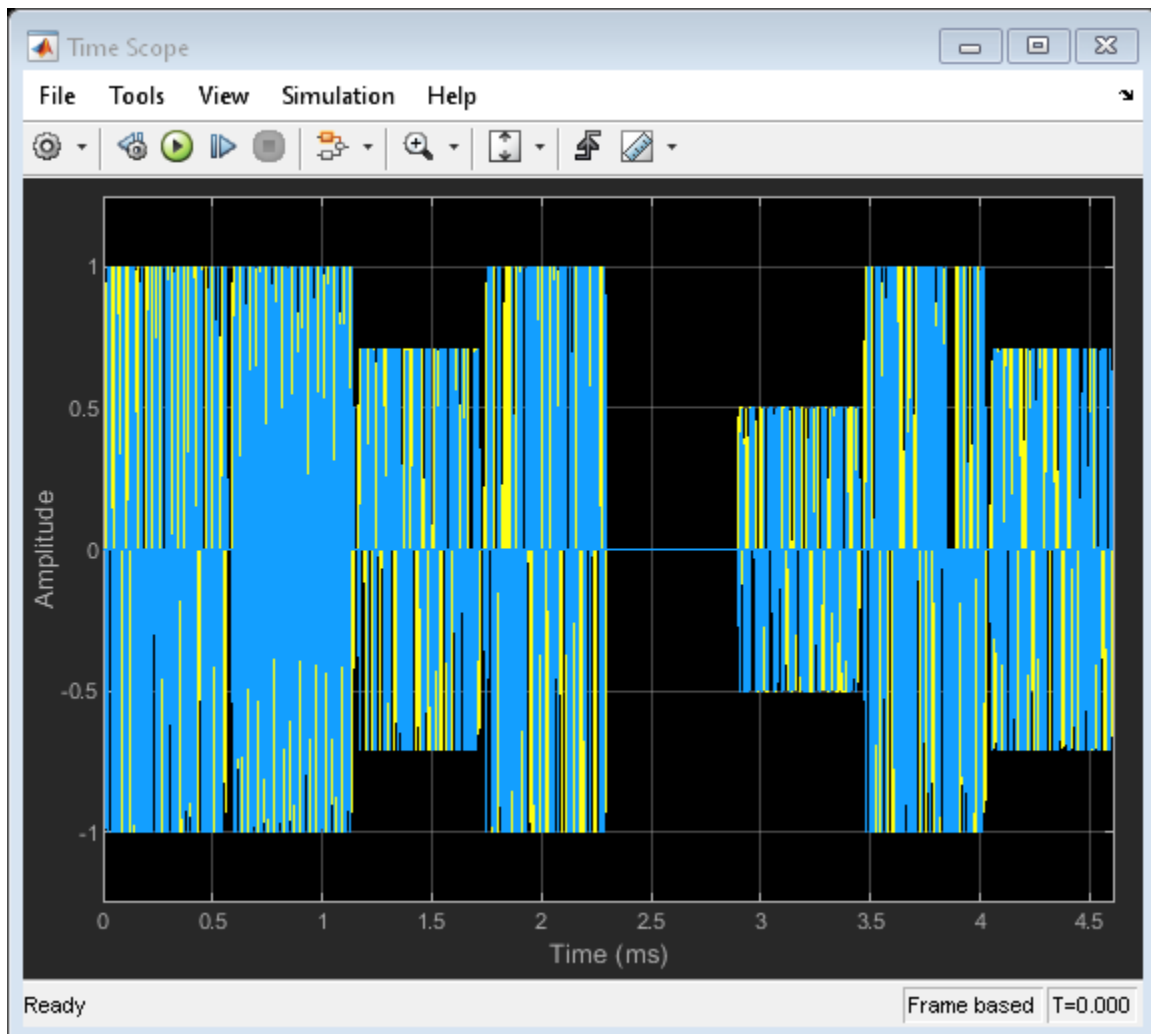 Time Scope
File Tools View Simulation Help
1
0.5
0
-0.5
-1
Amplitude
0 0.5 1 1.5 2 2.5 3 3.5 4 4.5
Time (ms)
Ready Frame based T=0.000